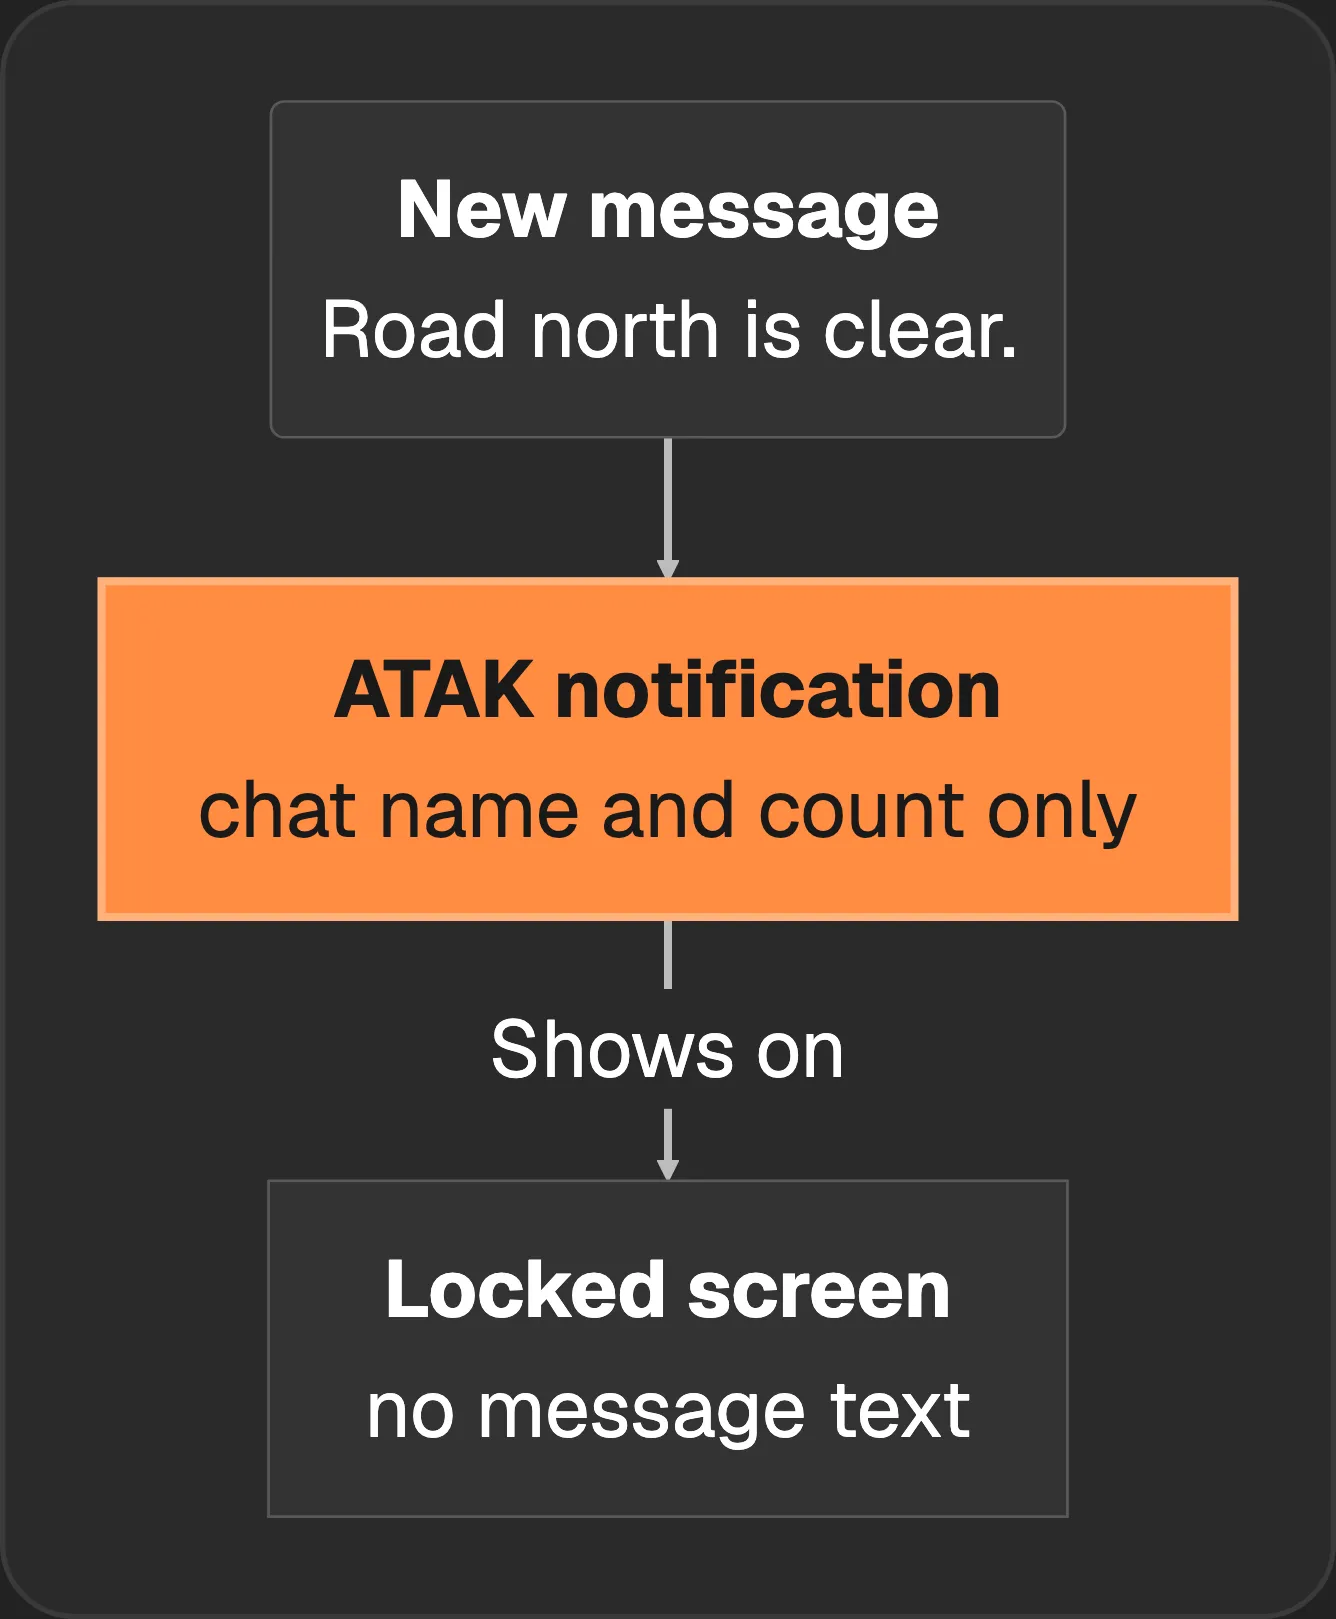 New message
Road north is clear.
ATAK notification
chat name and count only
Shows on
Locked screen
no message text